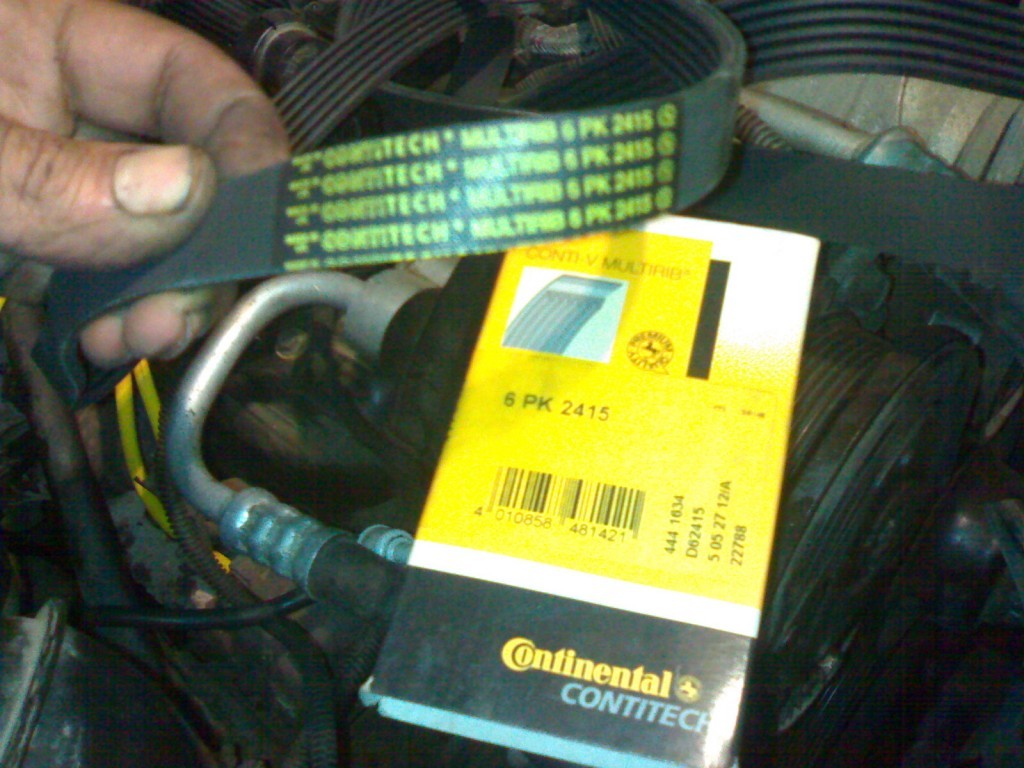 CONTITECH® MULTIRIB 6 PK 2415
CONTITECH® MULTIRIB 6 PK 2415
CONTITECH® MULTIRIB 6 PK 2415
CONTITECH® MULTIRIB 6 PK 2415
CONTI-V MULTIRIB®
PREMIUM
6 PK 2415
4 010858 481421
444 1634
D62415
5 05 27 12/A
22788
Continental
CONTITECH